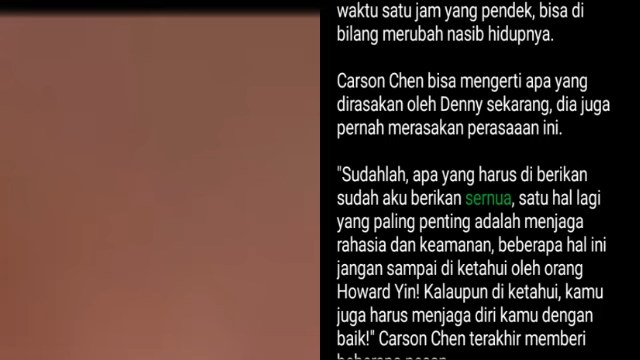 waktu satu jam yang pendek, bisa di
bilang merubah nasib hidupnya.
Carson Chen bisa mengerti apa yang
dirasakan oleh Denny sekarang, dia juga
pernah merasakan perasaaan ini.
"Sudahlah, apa yang harus di berikan
sudah aku berikan sernua, satu hal lagi
yang paling penting adalah menjaga
rahasia dan keamanan, beberapa hal ini
jangan sampai di ketahui oleh orang
Howard Yin! Kalaupun di ketahui, kamu
juga harus menjaga diri kamu dengan
baik!" Carson Chen terakhir memberi